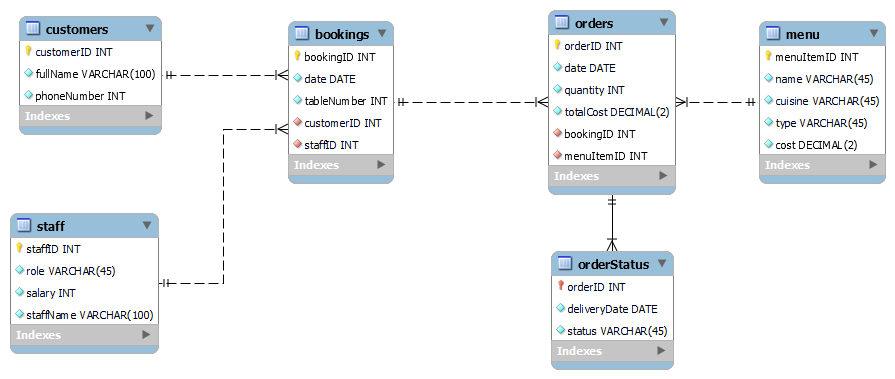 customers
customerID INT
fullName VARCHAR(100)
phoneNumber INT
Indexes
bookings
bookingID INT
date DATE
tableNumber INT
customerID INT
staffID INT
Indexes
orders
orderID INT
date DATE
quantity INT
totalCost DECIMAL(2)
bookingID INT
menuItemID INT
Indexes
menu
menuItemID INT
name VARCHAR(45)
cuisine VARCHAR(45)
type VARCHAR(45)
cost DECIMAL(2)
Indexes
staff
staffID INT
role VARCHAR(45)
salary INT
staffName VARCHAR(100)
Indexes
orderStatus
orderID INT
deliveryDate DATE
status VARCHAR(45)
Indexes